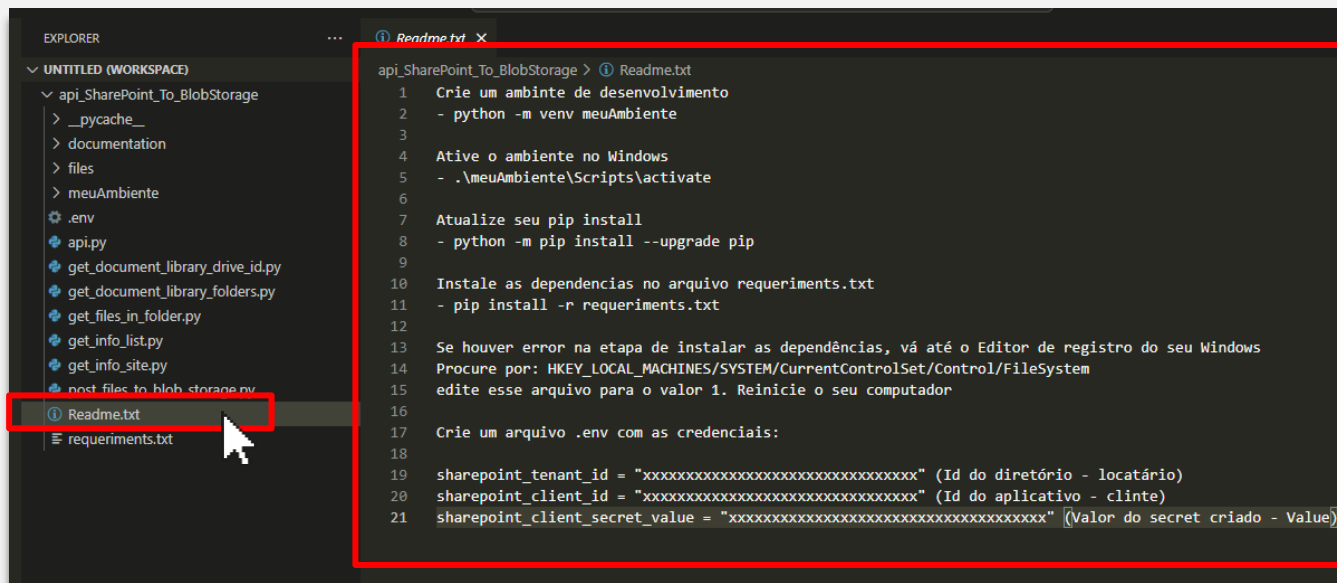 EXPLORER
UNTITLED (WORKSPACE)
api_SharePoint_To_BlobStorage
__pycache__
documentation
files
meuAmbiente
.env
api.py
get_document_library_drive_id.py
get_document_library_folders.py
get_files_in_folder.py
get_info_list.py
get_info_site.py
post_files_to_blob_storage.py
Readme.txt
requeriments.txt
Readme.txt
api_SharePoint_To_BlobStorage > Readme.txt
1 Crie um ambinte de desenvolvimento
2 - python -m venv meuAmbiente
3
4 Ative o ambiente no Windows
5 - .\meuAmbiente\Scripts\activate
6
7 Atualize seu pip install
8 - python -m pip install --upgrade pip
9
10 Instale as dependencias no arquivo requeriments.txt
11 - pip install -r requeriments.txt
12
13 Se houver error na etapa de instalar as dependências, vá até o Editor de registro do seu Windows
14 Procure por: HKEY_LOCAL_MACHINES/SYSTEM/CurrentControlSet/Control/FileSystem
15 edite esse arquivo para o valor 1. Reinicie o seu computador
16
17 Crie um arquivo .env com as credenciais:
18
19 sharepoint_tenant_id = "xxxxxxxxxxxxxxxxxxxxxxxxxxxxxxxx" (Id do diretório - locatário)
20 sharepoint_client_id = "xxxxxxxxxxxxxxxxxxxxxxxxxxxxxxxx" (Id do aplicativo - clinte)
21 sharepoint_client_secret_value = "xxxxxxxxxxxxxxxxxxxxxxxxxxxxxxxxxxxxx" (Valor do secret criado - Value)